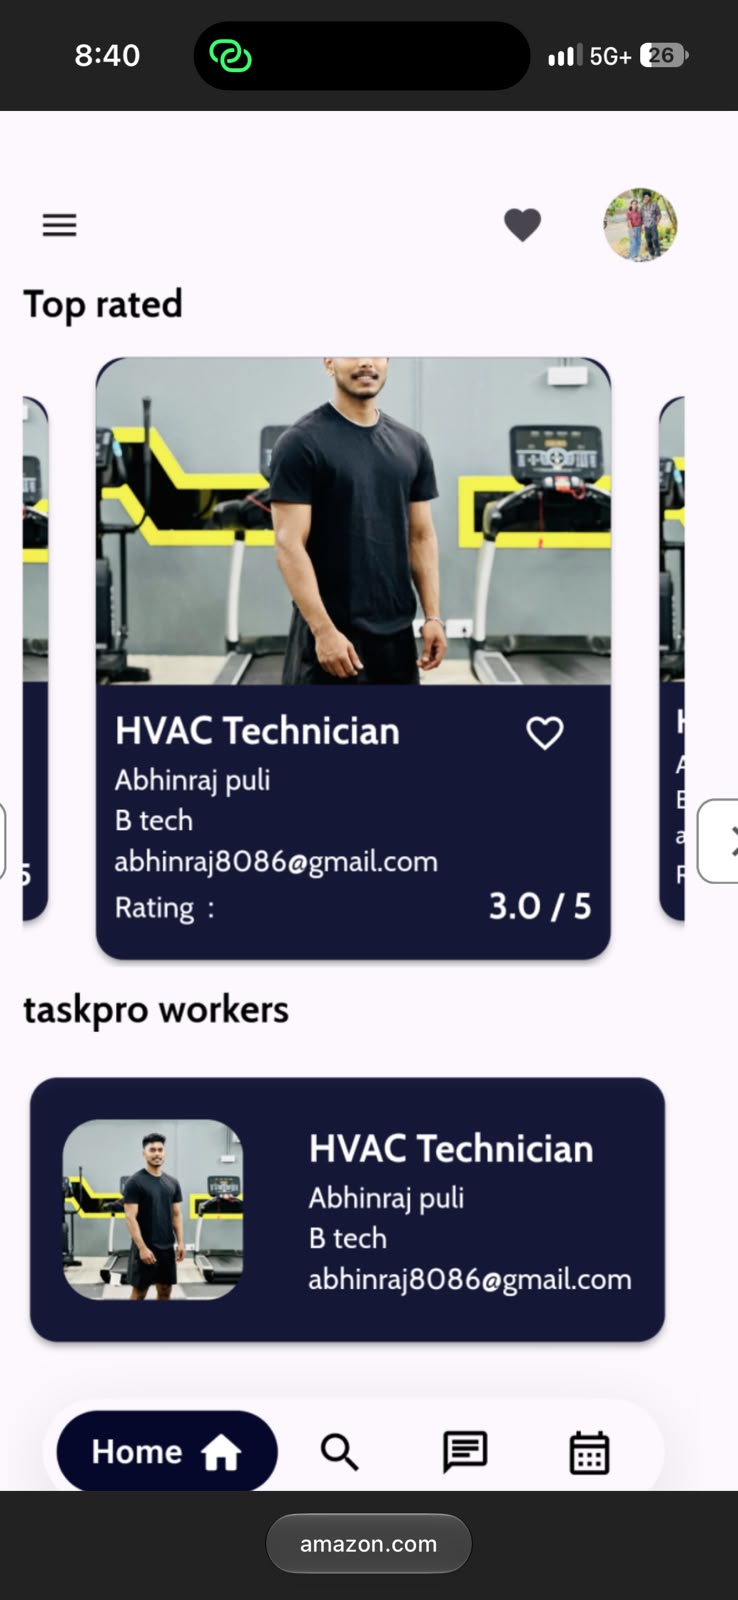 8:40
5G+ 26
Top rated
HVAC Technician
Abhinraj puli
B tech
abhinraj8086@gmail.com
Rating :
3.0 / 5
5
taskpro workers
HVAC Technician
Abhinraj puli
B tech
abhinraj8086@gmail.com
Home
amazon.com